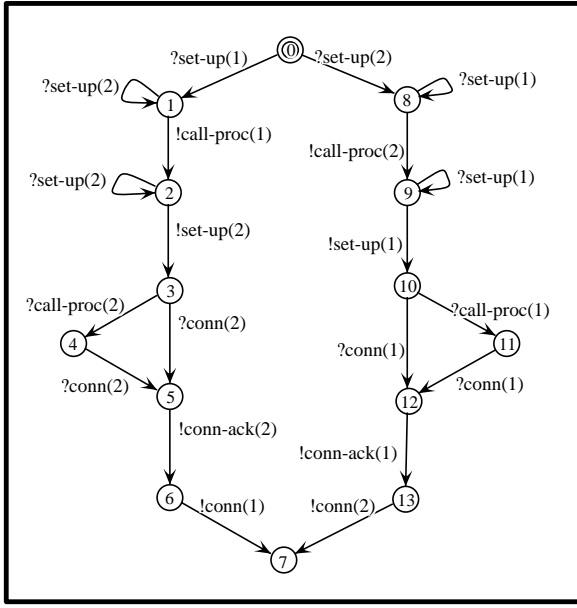 0
?set-up(1)
?set-up(2)
?set-up(2)
1
8
?set-up(1)
!call-proc(1)
!call-proc(2)
?set-up(2)
2
9
?set-up(1)
!set-up(2)
!set-up(1)
3
10
?call-proc(2)
?call-proc(1)
?conn(2)
?conn(1)
4
11
?conn(2)
?conn(1)
5
12
!conn-ack(2)
!conn-ack(1)
6
13
!conn(1)
!conn(2)
7